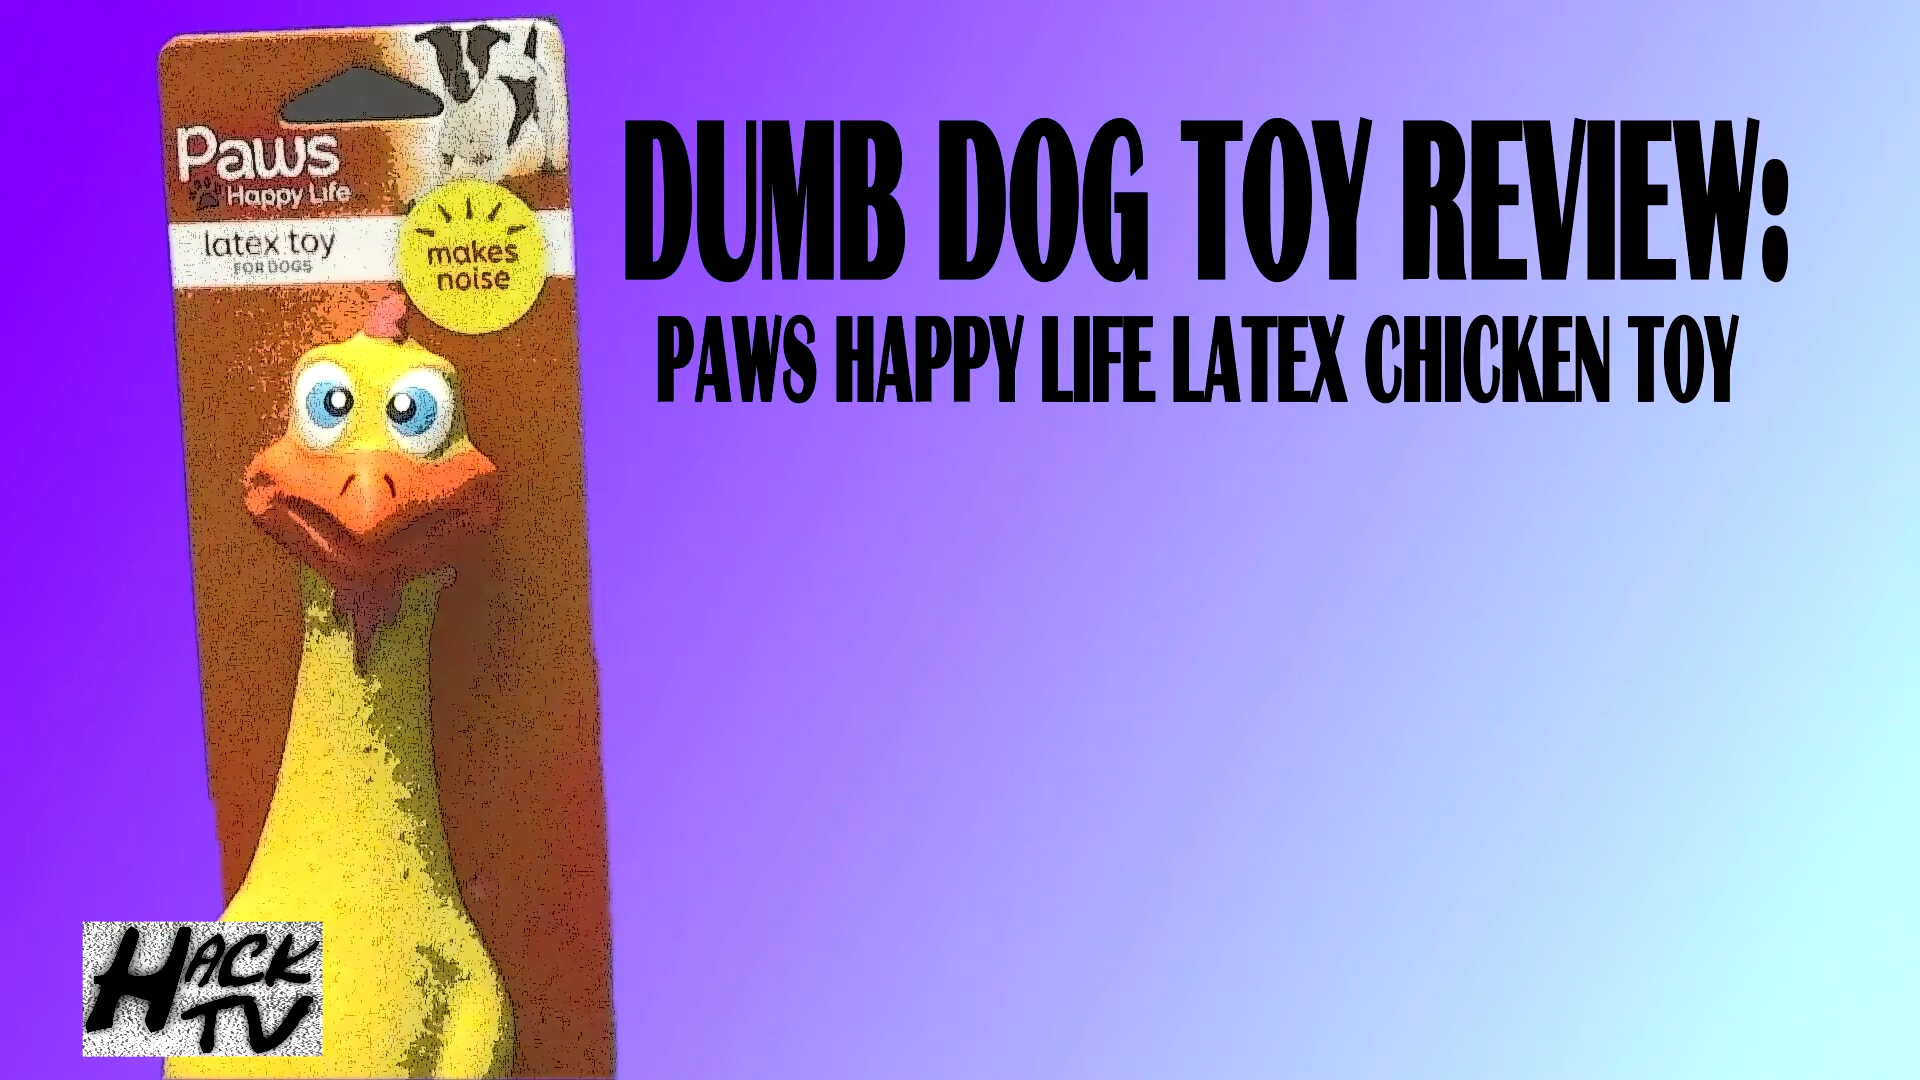 Paws
Happy Life
latex toy
FOR DOGS
makes
noise
DUMB DOG TOY REVIEW:
PAWS HAPPY LIFE LATEX CHICKEN TOY
HACK
TV